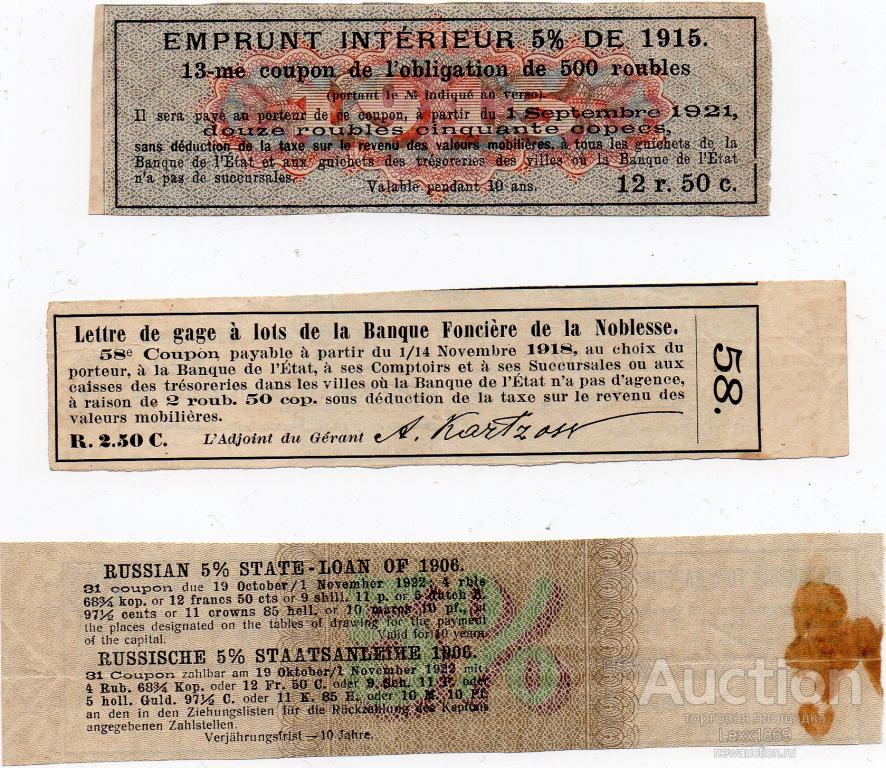 EMPRUNT INTÉRIEUR 5% DE 1915.
13-me coupon de l'obligation de 500 roubles
(portant le № indiqué au verso).
Il sera payé au porteur de ce coupon, à partir du 1 Septembre 1921,
douze roubles cinquante copecs,
sans déduction de la taxe sur le revenu des valeurs mobilières, à tous les guichets de la
Banque de l'État et aux guichets des trésoreries des villes où la Banque de l'État
n'a pas de succursales.
Valable pendant 10 ans.
12 r. 50 c.
Lettre de gage à lots de la Banque Foncière de la Noblesse.
58e Coupon payable à partir du 1/14 Novembre 1918, au choix du
porteur, à la Banque de l'État, à ses Comptoirs et à ses Succursales ou aux
caisses des trésoreries dans les villes où la Banque de l'État n'a pas d'agence,
à raison de 2 roub. 50 cop. sous déduction de la taxe sur le revenu des
valeurs mobilières.
R. 2.50 C. L'Adjoint du Gérant A. Kartzow
58.
RUSSIAN 5% STATE-LOAN OF 1906.
31 coupon due 19 October/1 November 1922: 4 rbls
68¾ kop. or 12 francs 50 cts or 9 shill. 11 p. or 5 dutch fl.
97½ cents or 11 crowns 85 hell. or 10 marcs 10 pf., at
the places designated on the tables of drawing for the payment
of the capital. Valid for 10 years.
RUSSISCHE 5% STAATSANLEIHE 1906.
31 Coupon zahlbar am 19 Oktober/1 November 1922 mit:
4 Rub. 68¾ Kop. oder 12 Fr. 50 C. oder 9 Sch. 11 P. oder
5 holl. Guld. 97½ C. oder 11 K. 85 H. oder 10 M. 10 Pf.
an den in den Ziehungslisten für die Rückzahlung des Kapitals
angegebenen Zahlstellen.
Verjährungsfrist—10 Jahre.
5%
Auction
торговая площадка
Lexx1869
newauction.ru